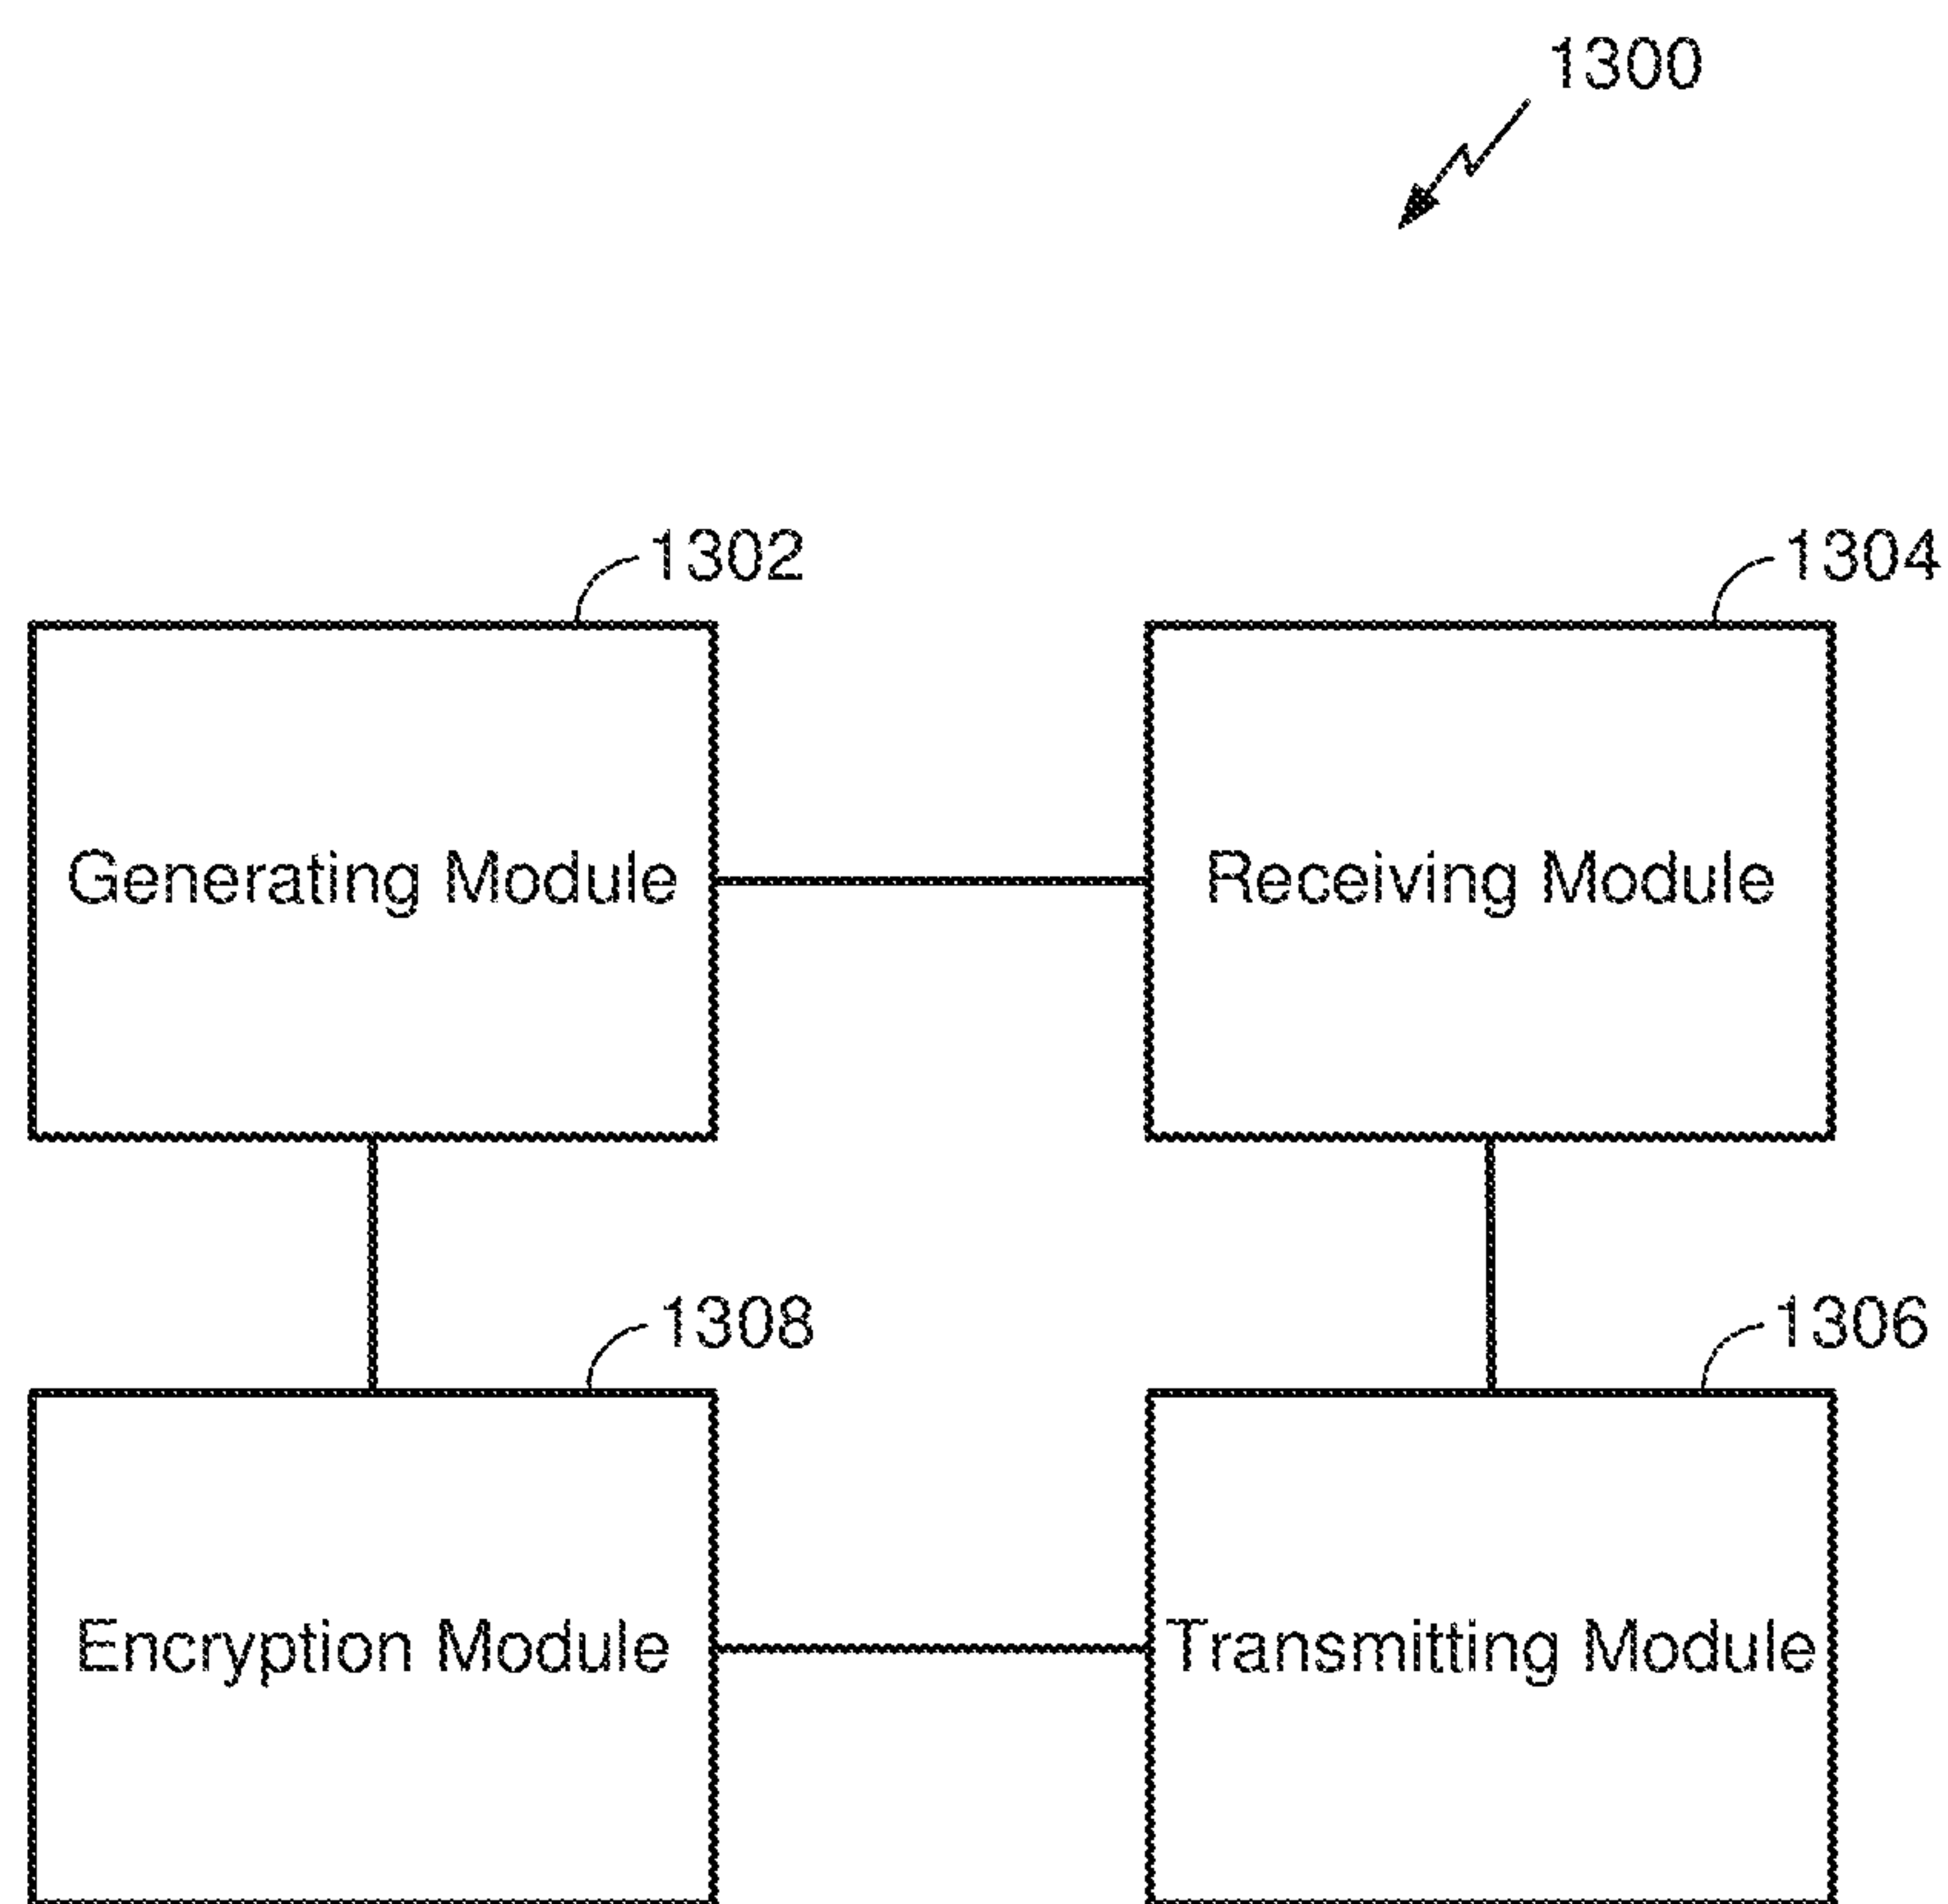 1300
1302
1304
Generating Module
Receiving Module
1308
1306
Encryption Module
Transmitting Module